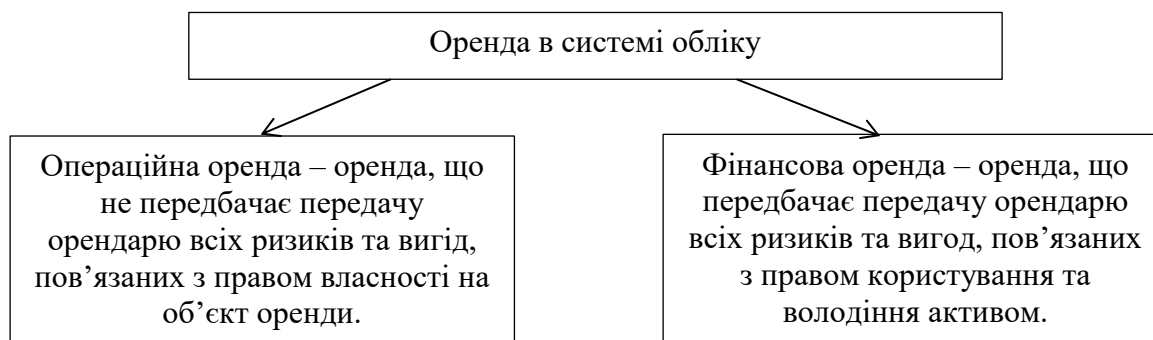 Оренда в системі обліку
Операційна оренда – оренда, що
не передбачає передачу
орендарю всіх ризиків та вигід,
пов’язаних з правом власності на
об’єкт оренди.
Фінансова оренда – оренда, що
передбачає передачу орендарю
всіх ризиків та вигод, пов’язаних
з правом користування та
володіння активом.